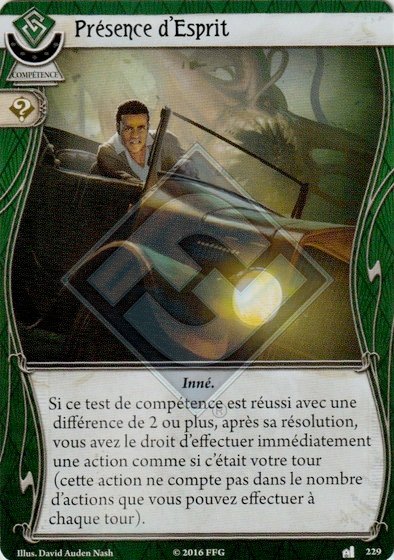 Présence d'Esprit
COMPÉTENCE
?
Inné.
Si ce test de compétence est réussi avec une
différence de 2 ou plus, après sa résolution,
vous avez le droit d'effectuer immédiatement
une action comme si c'était votre tour
(cette action ne compte pas dans le nombre
d'actions que vous pouvez effectuer à
chaque tour).
Illus. David Auden Nash
© 2016 FFG
229